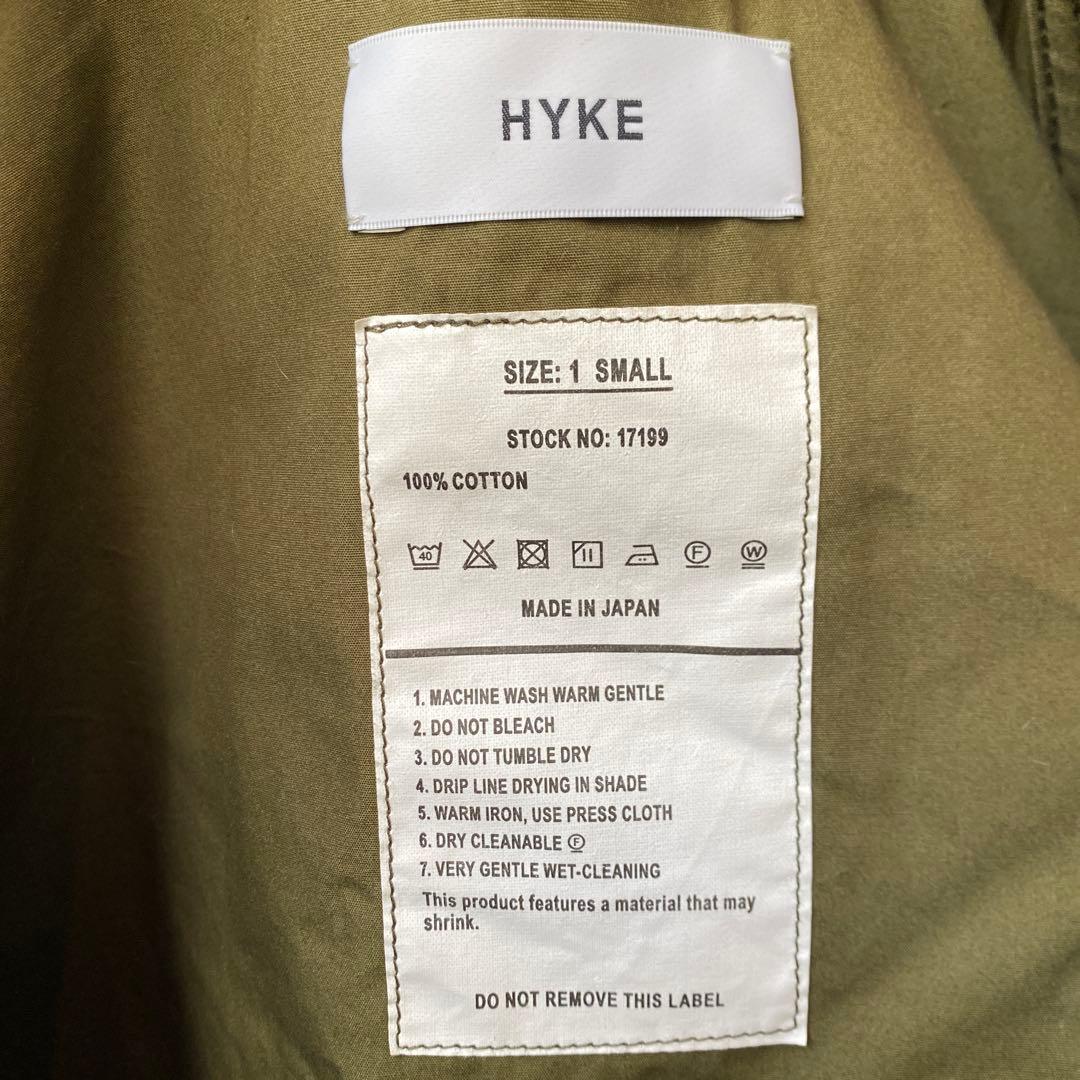 HYKE
SIZE: 1 SMALL
STOCK NO: 17199
100% COTTON
40 F W
MADE IN JAPAN
1. MACHINE WASH WARM GENTLE
2. DO NOT BLEACH
3. DO NOT TUMBLE DRY
4. DRIP LINE DRYING IN SHADE
5. WARM IRON, USE PRESS CLOTH
6. DRY CLEANABLE Ⓕ
7. VERY GENTLE WET-CLEANING
This product features a material that may
shrink.
DO NOT REMOVE THIS LABEL